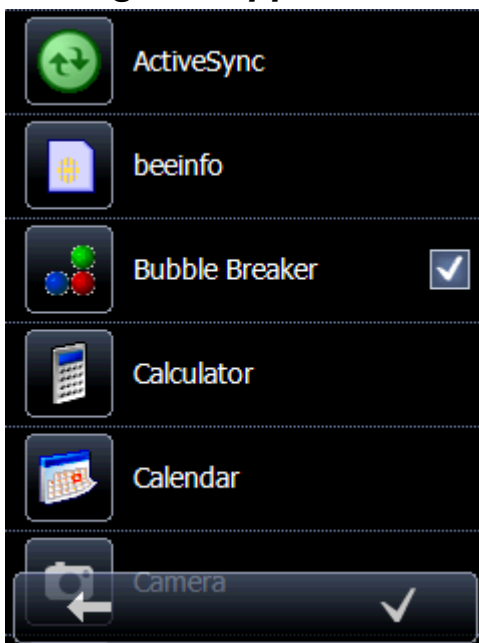 ActiveSync
beeinfo
Bubble Breaker
Calculator
Calendar
Camera